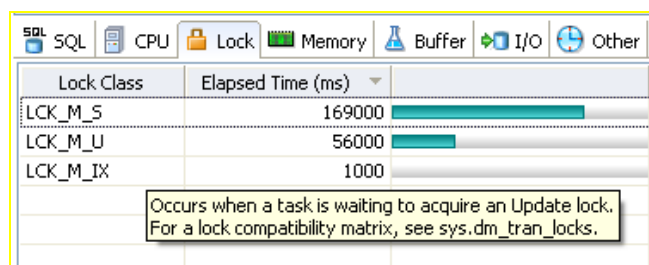 SQL SQL CPU Lock Memory Buffer I/O Other
Lock Class Elapsed Time (ms)
LCK_M_S 169000
LCK_M_U 56000
LCK_M_IX 1000
Occurs when a task is waiting to acquire an Update lock.
For a lock compatibility matrix, see sys.dm_tran_locks.